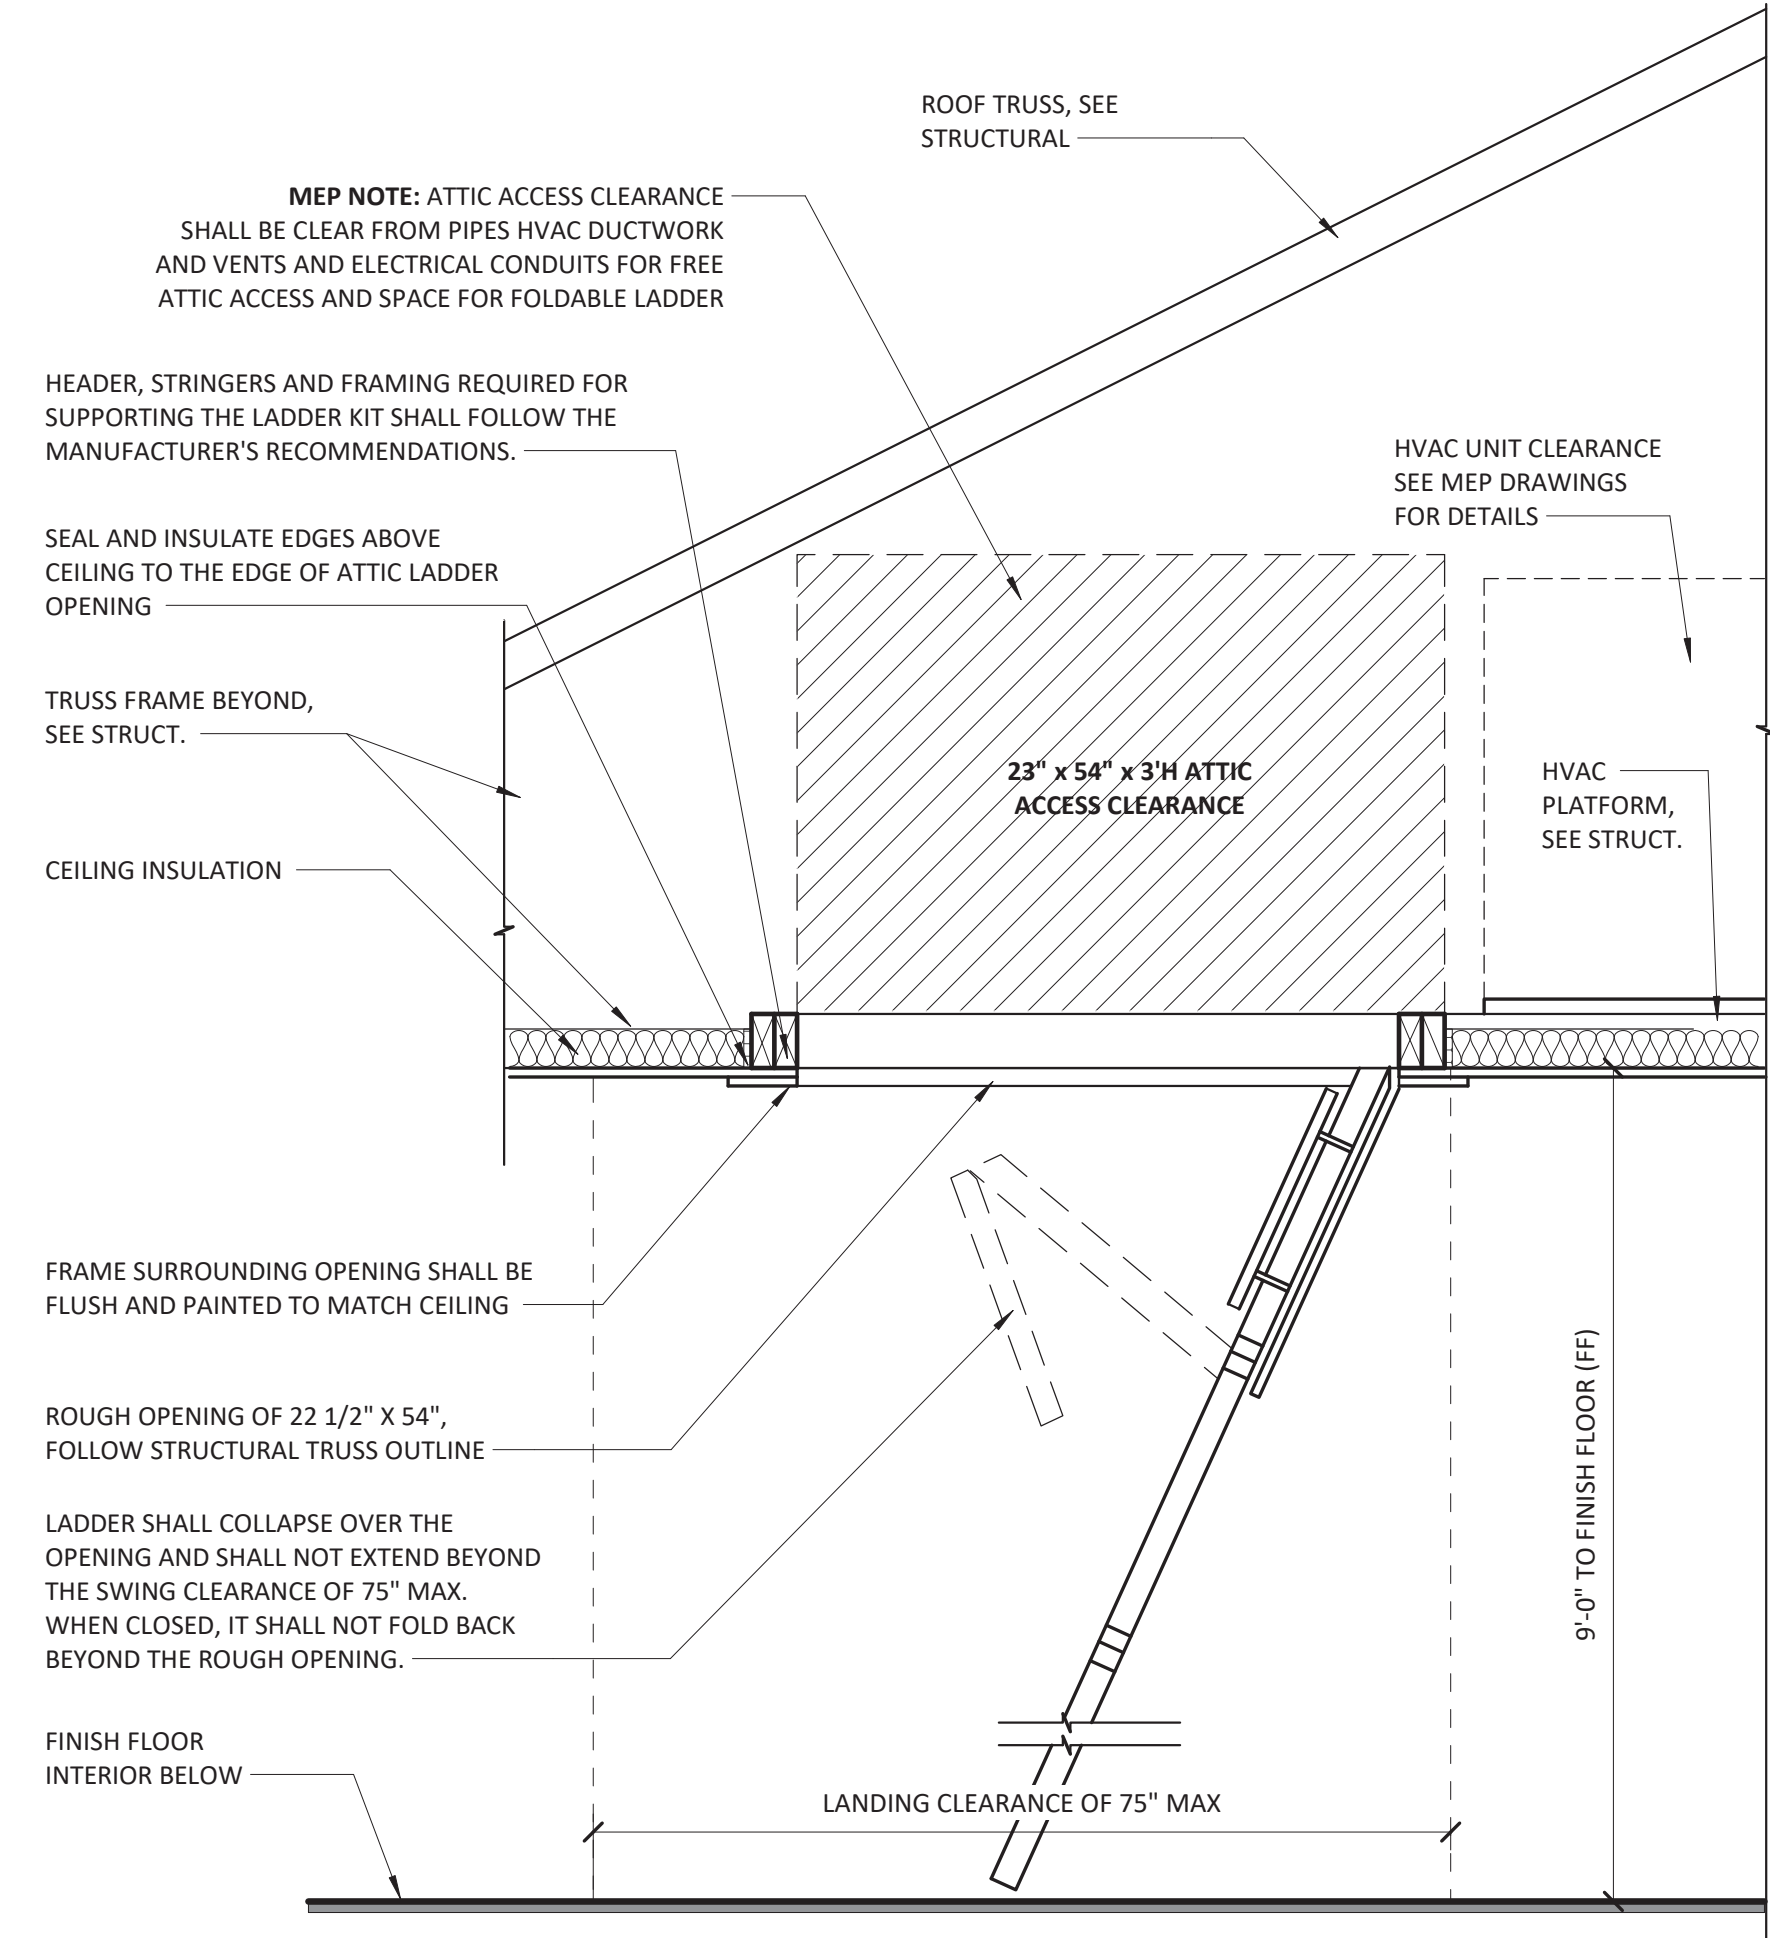 ROOF TRUSS, SEE
STRUCTURAL
MEP NOTE: ATTIC ACCESS CLEARANCE
SHALL BE CLEAR FROM PIPES HVAC DUCTWORK
AND VENTS AND ELECTRICAL CONDUITS FOR FREE
ATTIC ACCESS AND SPACE FOR FOLDABLE LADDER
HEADER, STRINGERS AND FRAMING REQUIRED FOR
SUPPORTING THE LADDER KIT SHALL FOLLOW THE
MANUFACTURER'S RECOMMENDATIONS.
HVAC UNIT CLEARANCE
SEE MEP DRAWINGS
FOR DETAILS
SEAL AND INSULATE EDGES ABOVE
CEILING TO THE EDGE OF ATTIC LADDER
OPENING
TRUSS FRAME BEYOND,
SEE STRUCT.
23" x 54" x 3'H ATTIC
ACCESS CLEARANCE
HVAC
PLATFORM,
SEE STRUCT.
CEILING INSULATION
FRAME SURROUNDING OPENING SHALL BE
FLUSH AND PAINTED TO MATCH CEILING
ROUGH OPENING OF 22 1/2" X 54",
FOLLOW STRUCTURAL TRUSS OUTLINE
9'-0" TO FINISH FLOOR (FF)
LADDER SHALL COLLAPSE OVER THE
OPENING AND SHALL NOT EXTEND BEYOND
THE SWING CLEARANCE OF 75" MAX.
WHEN CLOSED, IT SHALL NOT FOLD BACK
BEYOND THE ROUGH OPENING.
FINISH FLOOR
INTERIOR BELOW
LANDING CLEARANCE OF 75" MAX